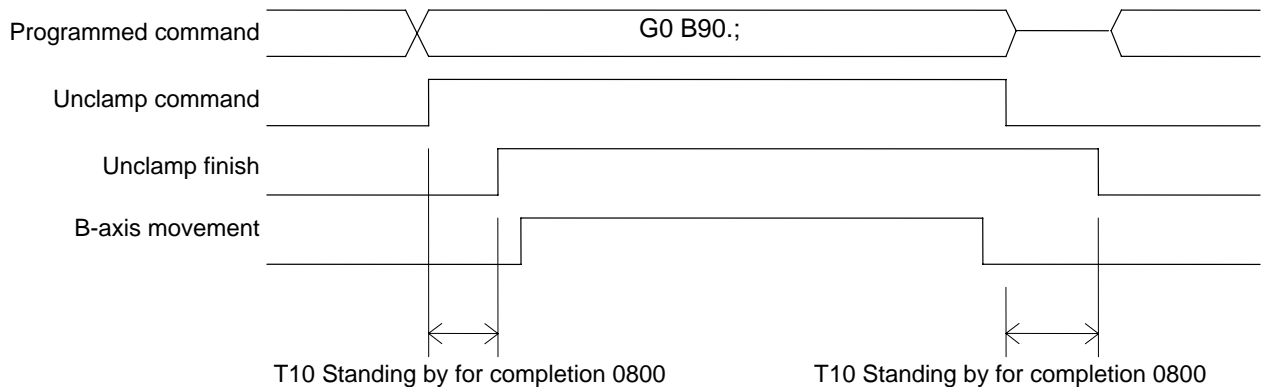 Programmed command
G0 B90.;
Unclamp command
Unclamp finish
B-axis movement
T10 Standing by for completion 0800
T10 Standing by for completion 0800